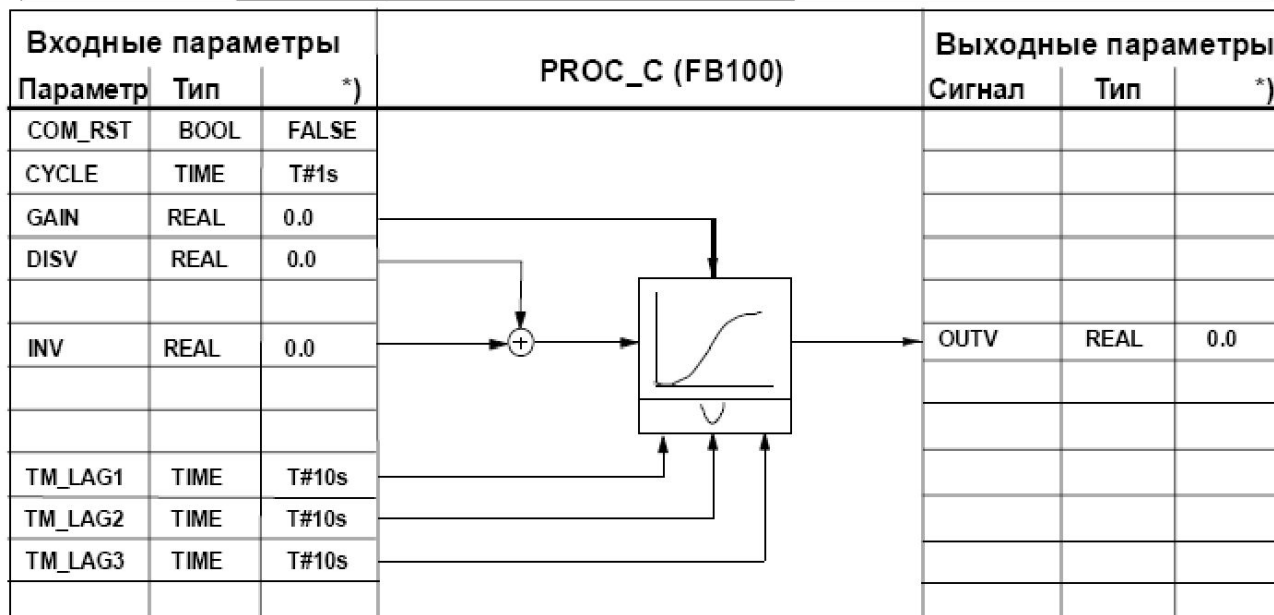 Входные параметры
PROC_C (FB100)
Выходные параметры
Параметр Тип *)
Сигнал Тип *)
COM_RST BOOL FALSE
CYCLE TIME T#1s
GAIN REAL 0.0
DISV REAL 0.0
INV REAL 0.0
OUTV REAL 0.0
TM_LAG1 TIME T#10s
TM_LAG2 TIME T#10s
TM_LAG3 TIME T#10s